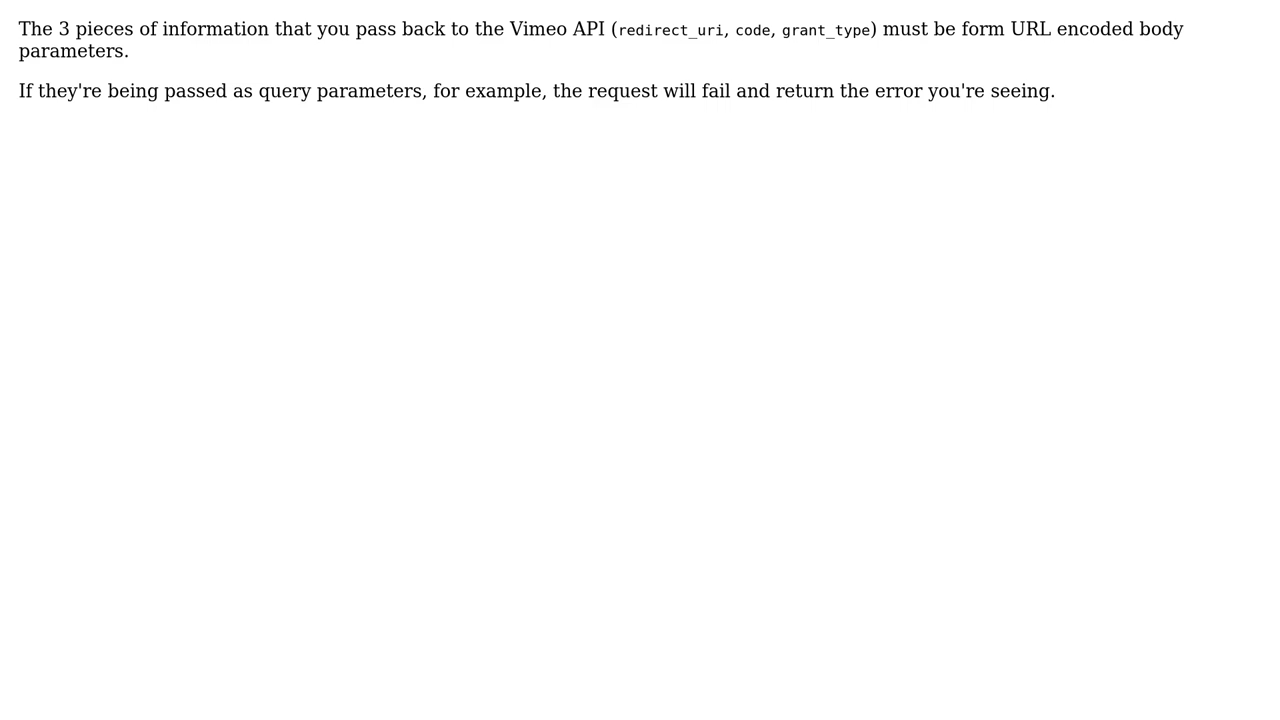 The 3 pieces of information that you pass back to the Vimeo API (redirect_uri, code, grant_type) must be form URL encoded body
parameters.
If they're being passed as query parameters, for example, the request will fail and return the error you're seeing.